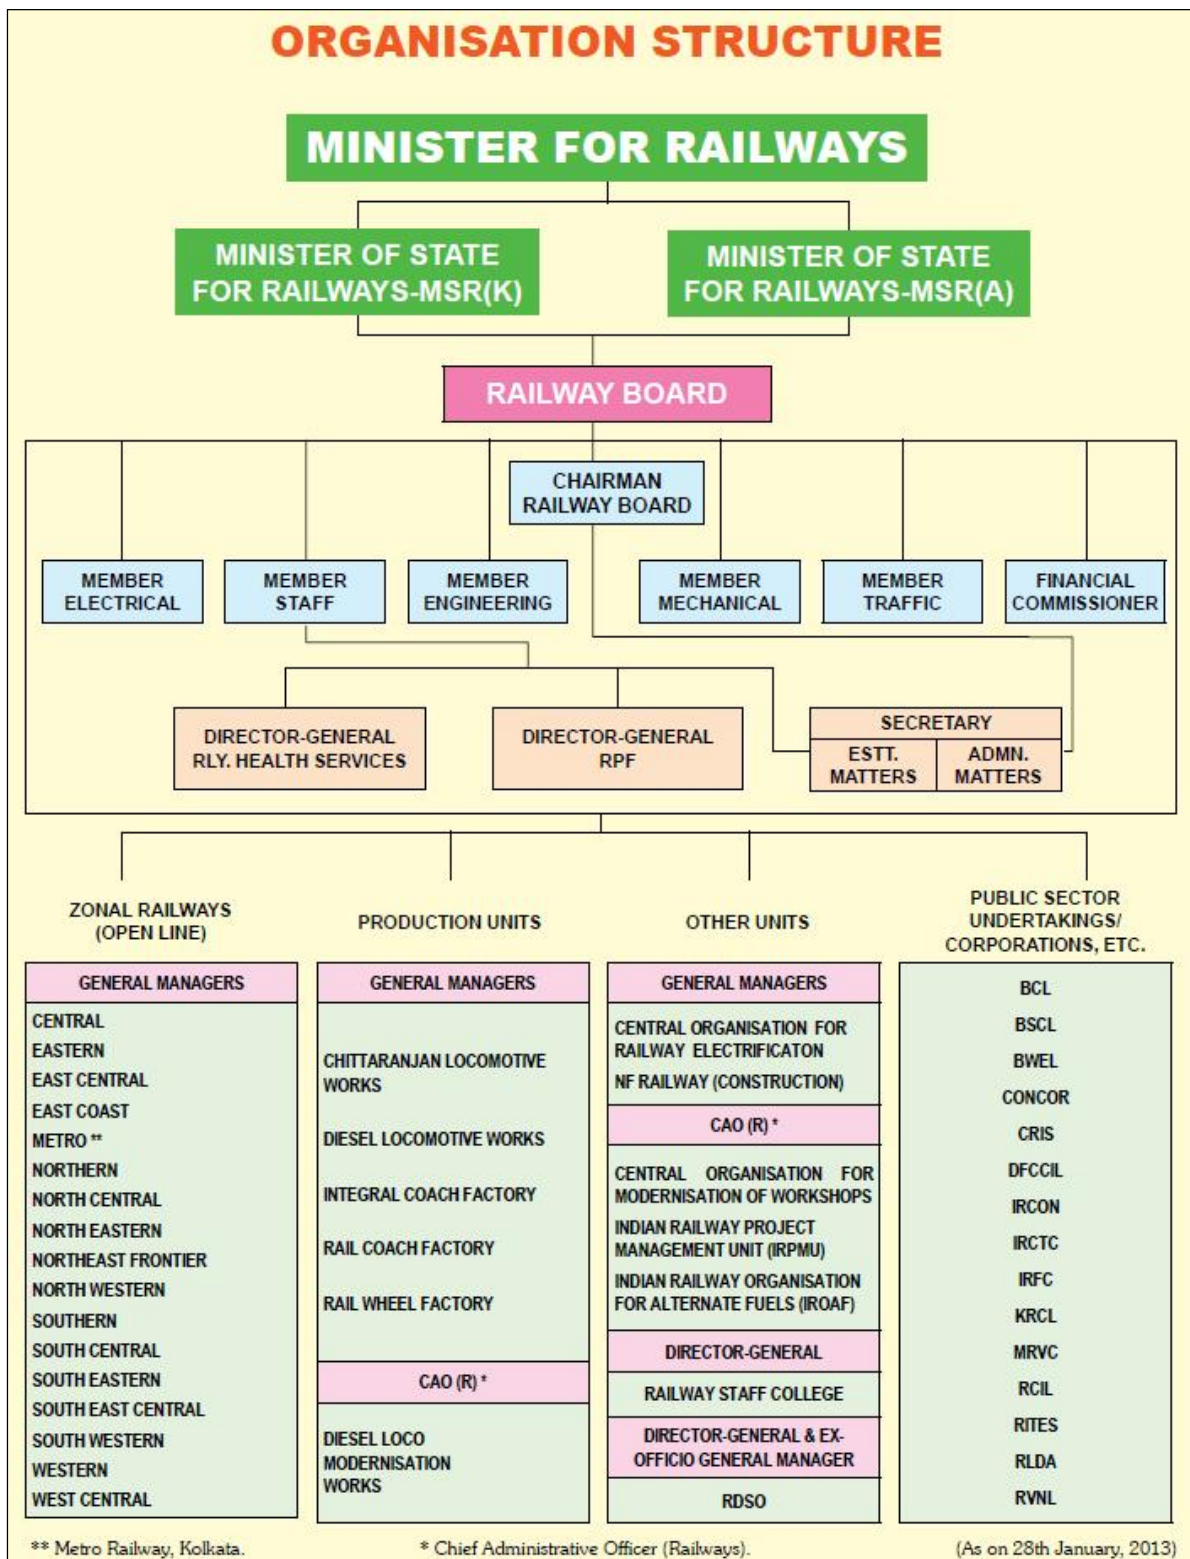 ORGANISATION STRUCTURE
MINISTER FOR RAILWAYS
MINISTER OF STATE
FOR RAILWAYS-MSR(K)
MINISTER OF STATE
FOR RAILWAYS-MSR(A)
RAILWAY BOARD
CHAIRMAN
RAILWAY BOARD
MEMBER
ELECTRICAL
MEMBER
STAFF
MEMBER
ENGINEERING
MEMBER
MECHANICAL
MEMBER
TRAFFIC
FINANCIAL
COMMISSIONER
DIRECTOR-GENERAL
RLY. HEALTH SERVICES
DIRECTOR-GENERAL
RPF
SECRETARY
ESTT.
MATTERS
ADMN.
MATTERS
ZONAL RAILWAYS
(OPEN LINE)
GENERAL MANAGERS
CENTRAL
EASTERN
EAST CENTRAL
EAST COAST
METRO **
NORTHERN
NORTH CENTRAL
NORTH EASTERN
NORTHEAST FRONTIER
NORTH WESTERN
SOUTHERN
SOUTH CENTRAL
SOUTH EASTERN
SOUTH EAST CENTRAL
SOUTH WESTERN
WESTERN
WEST CENTRAL
PRODUCTION UNITS
GENERAL MANAGERS
CHITTARANJAN LOCOMOTIVE
WORKS
DIESEL LOCOMOTIVE WORKS
INTEGRAL COACH FACTORY
RAIL COACH FACTORY
RAIL WHEEL FACTORY
CAO (R) *
DIESEL LOCO
MODERNISATION
WORKS
OTHER UNITS
GENERAL MANAGERS
CENTRAL ORGANISATION FOR
RAILWAY ELECTRIFICATON
NF RAILWAY (CONSTRUCTION)
CAO (R) *
CENTRAL ORGANISATION FOR
MODERNISATION OF WORKSHOPS
INDIAN RAILWAY PROJECT
MANAGEMENT UNIT (IRPMU)
INDIAN RAILWAY ORGANISATION
FOR ALTERNATE FUELS (IROAF)
DIRECTOR-GENERAL
RAILWAY STAFF COLLEGE
DIRECTOR-GENERAL & EX-
OFFICIO GENERAL MANAGER
RDSO
PUBLIC SECTOR
UNDERTAKINGS/
CORPORATIONS, ETC.
BCL
BSCL
BWEL
CONCOR
CRIS
DFCCIL
IRCON
IRCTC
IRFC
KRCL
MRVC
RCIL
RITES
RLDA
RVNL
** Metro Railway, Kolkata.
* Chief Administrative Officer (Railways).
(As on 28th January, 2013)